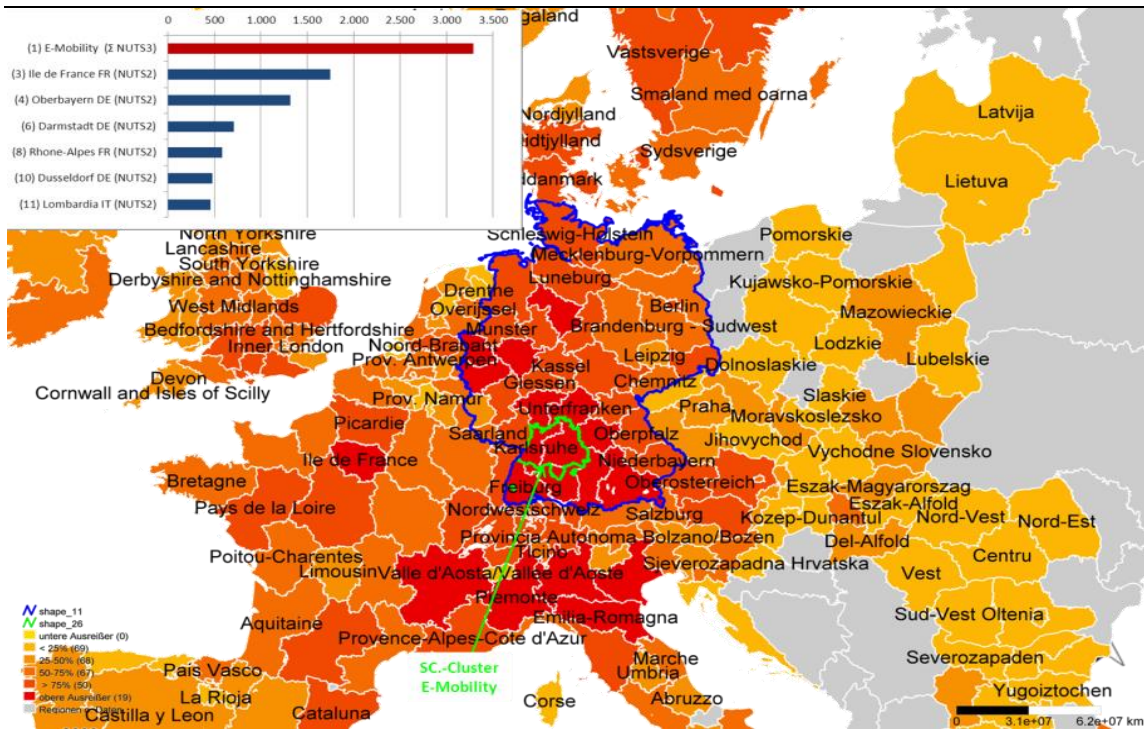 0 500 1.000 1.500 2.000 2.500 3.000 3.500
(1) E-Mobility (Σ NUTS3)
(3) Ile de France FR (NUTS2)
(4) Oberbayern DE (NUTS2)
(6) Darmstadt DE (NUTS2)
(8) Rhone-Alpes FR (NUTS2)
(10) Dusseldorf DE (NUTS2)
(11) Lombardia IT (NUTS2)
Vastsverige
Smaland med oarna
Nordjylland
Sydsverige
Latvija
Lietuva
North Yorkshire
Lancashire
South Yorkshire
Derbyshire and Nottinghamshire
West Midlands
Bedfordshire and Hertfordshire
Inner London
Devon
Cornwall and Isles of Scilly
Schleswig-Holstein
Mecklenburg-Vorpommern
Luneburg
Drenthe
Overijssel
Berlin
Munster
Brandenburg - Sudwest
Noord-Brabant
Prov. Antwerpen
Kassel
Leipzig
Giessen
Chemnitz
Prov. Namur
Unterfranken
Saarland
Oberpfalz
Karlsruhe
Niederbayern
Freiburg
Oberosterreich
Pomorskie
Kujawsko-Pomorskie
Mazowieckie
Lodzkie
Lubelskie
Dolnoslaskie
Slaskie
Praha
Moravskoslezsko
Jihovychod
Vychodne Slovensko
Picardie
Ile de France
Bretagne
Pays de la Loire
Nordwestschweiz
Salzburg
Eszak-Magyarorszag
Eszak-Alfold
Kozep-Dunantul
Nord-Vest
Nord-Est
Del-Alfold
Provincia Autonoma Bolzano/Bozen
Ticino
Sieverozapadna Hrvatska
Centru
Vest
Poitou-Charentes
Limousin
Valle d'Aosta/Vallée d'Aoste
Piemonte
Emilia-Romagna
Sud-Vest Oltenia
Aquitaine
Provence-Alpes-Cote d'Azur
Severozapaden
Marche
Umbria
Pais Vasco
La Rioja
Yugoiztochen
Corse
Abruzzo
Castilla y Leon
Cataluna
SC.-Cluster
E-Mobility
shape_11
shape_26
untere Ausreißer (0)
< 25% (69)
25-50% (68)
50-75% (67)
> 75% (50)
obere Ausreißer (19)
0 3.1e+07 6.2e+07 km